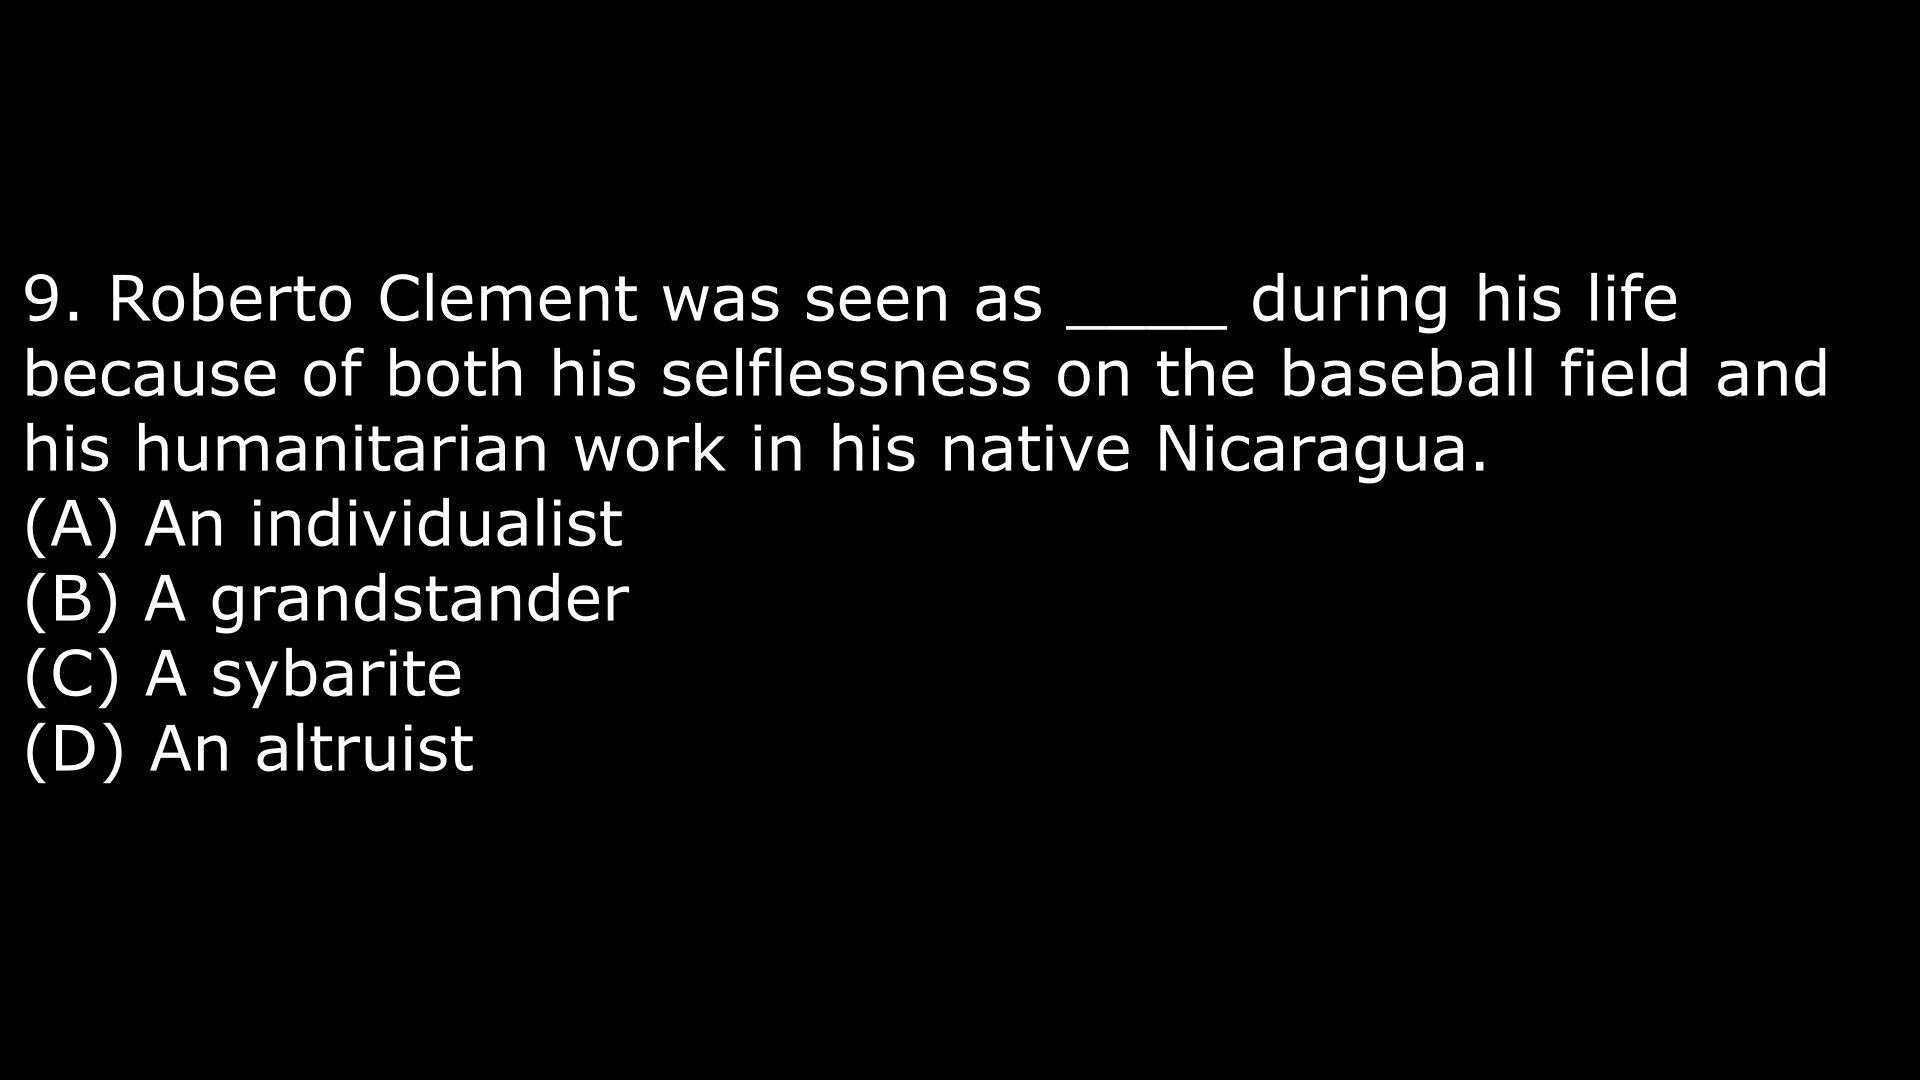 9. Roberto Clement was seen as _____ during his life
because of both his selflessness on the baseball field and
his humanitarian work in his native Nicaragua.
(A) An individualist
(B) A grandstander
(C) A sybarite
(D) An altruist